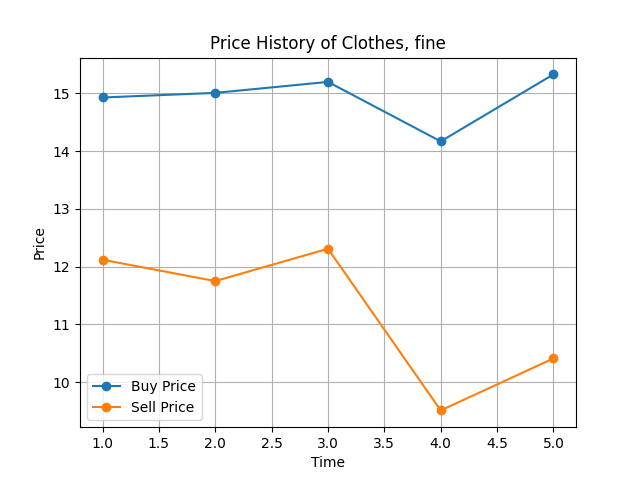 Price History of Clothes, fine
Price
15
14
13
12
11
10
Buy Price
Sell Price
1.0 1.5 2.0 2.5 3.0 3.5 4.0 4.5 5.0
Time